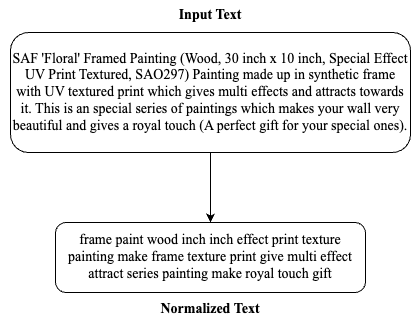 Input Text
SAF 'Floral' Framed Painting (Wood, 30 inch x 10 inch, Special Effect
UV Print Textured, SAO297) Painting made up in synthetic frame
with UV textured print which gives multi effects and attracts towards
it. This is an special series of paintings which makes your wall very
beautiful and gives a royal touch (A perfect gift for your special ones).
frame paint wood inch inch effect print texture
painting make frame texture print give multi effect
attract series painting make royal touch gift
Normalized Text